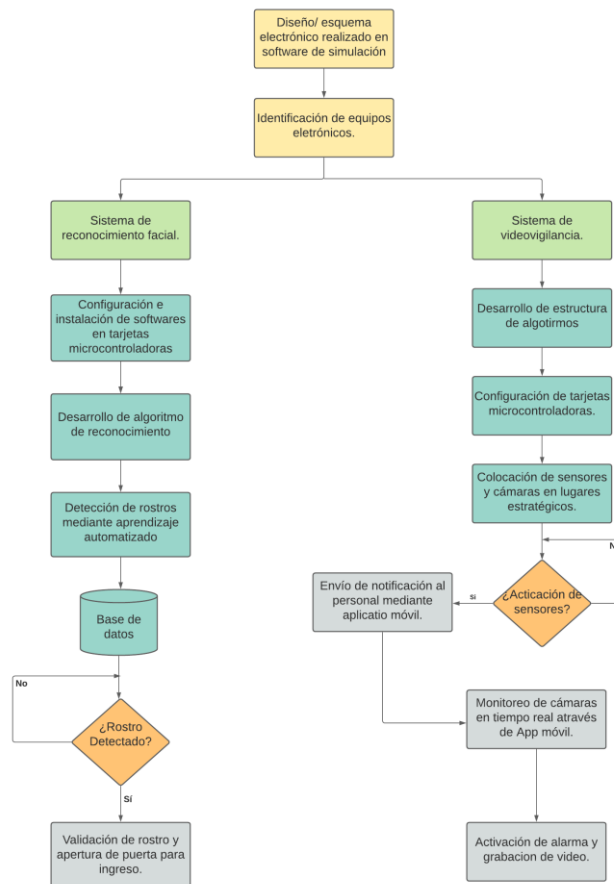 Diseño/ esquema
electrónico realizado en
software de simulación
Identificación de equipos
eletrónicos.
Sistema de
reconocimiento facial.
Configuración e
instalación de softwares
en tarjetas
microcontroladoras
Desarrollo de algoritmo
de reconocimiento
Detección de rostros
mediante aprendizaje
automatizado
Base de
datos
No
¿Rostro
Detectado?
Sí
Validación de rostro y
apertura de puerta para
ingreso.
Sistema de
videovigilancia.
Desarrollo de estructura
de algotirmos
Configuración de tarjetas
microcontroladoras.
Colocación de sensores
y cámaras en lugares
estratégicos.
¿Acticación de
sensores?
SI
Envío de notificación al
personal mediante
aplicatio móvil.
Monitoreo de cámaras
en tiempo real através
de App móvil.
Activación de alarma y
grabacion de video.